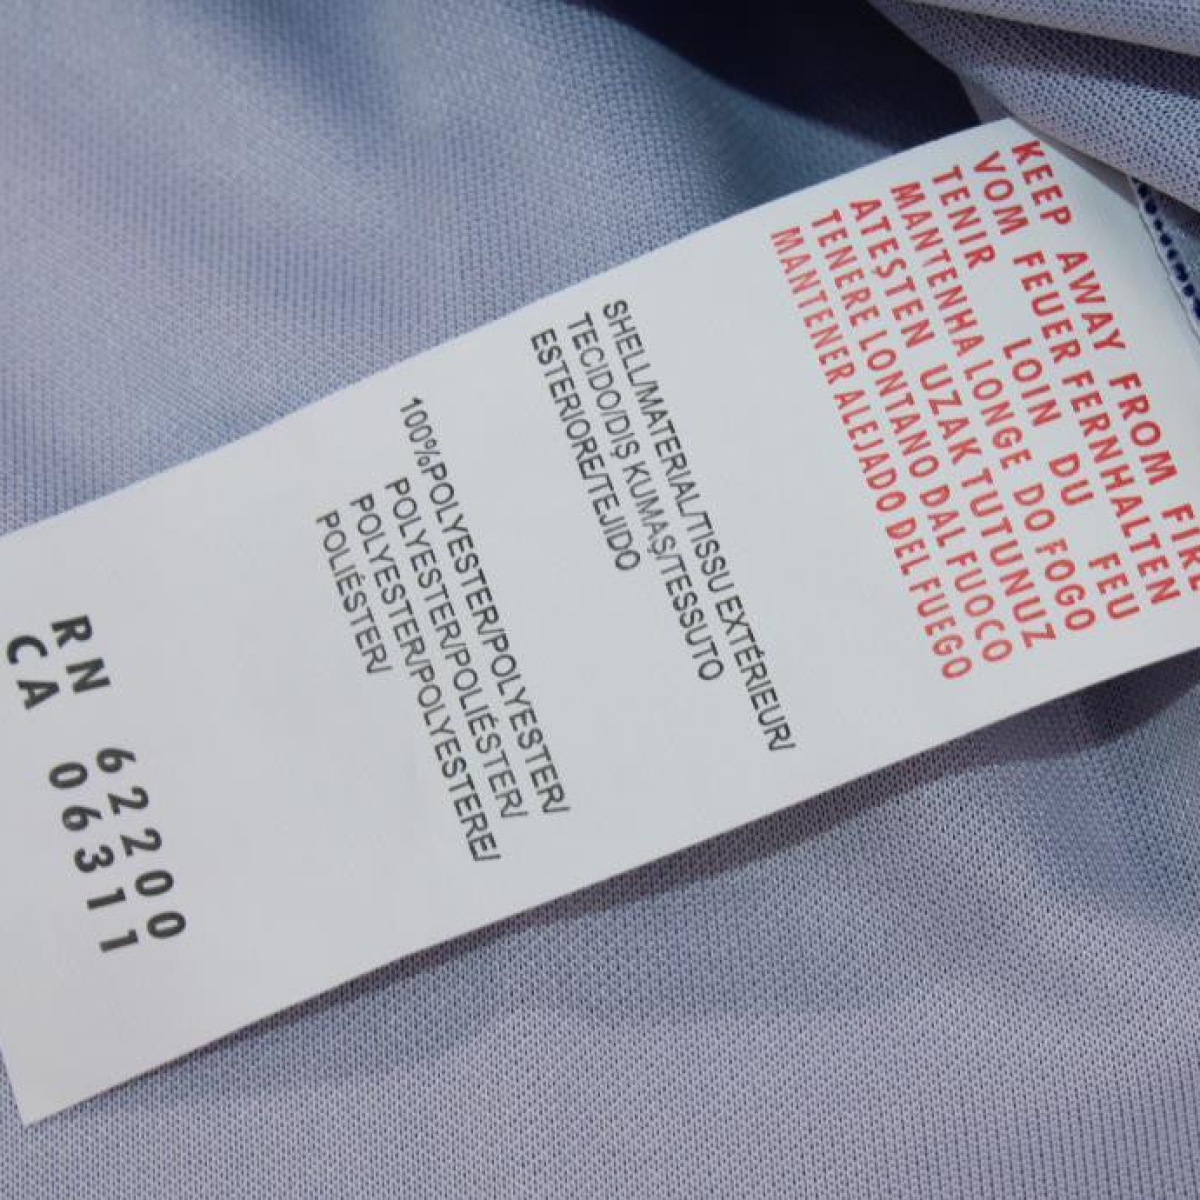 KEEP AWAY FROM FIRE
VOM FEUER FERNHALTEN
TENIR LOIN DU FEU
MANTENHA LONGE DO FOGO
ATEŞTEN UZAK TUTUNUZ
TENERE LONTANO DAL FUOCO
MANTENER ALEJADO DEL FUEGO
SHELL/MATERIAL/TISSU EXTÉRIEUR/
TECIDO/DIŞ KUMAŞ/TESSUTO
ESTERIORE/TEJIDO
100%POLYESTER/POLYESTER/
POLYESTER/POLIÉSTER/
POLYESTER/POLYESTERE/
POLIÉSTER/
RN 62200
CA 06311